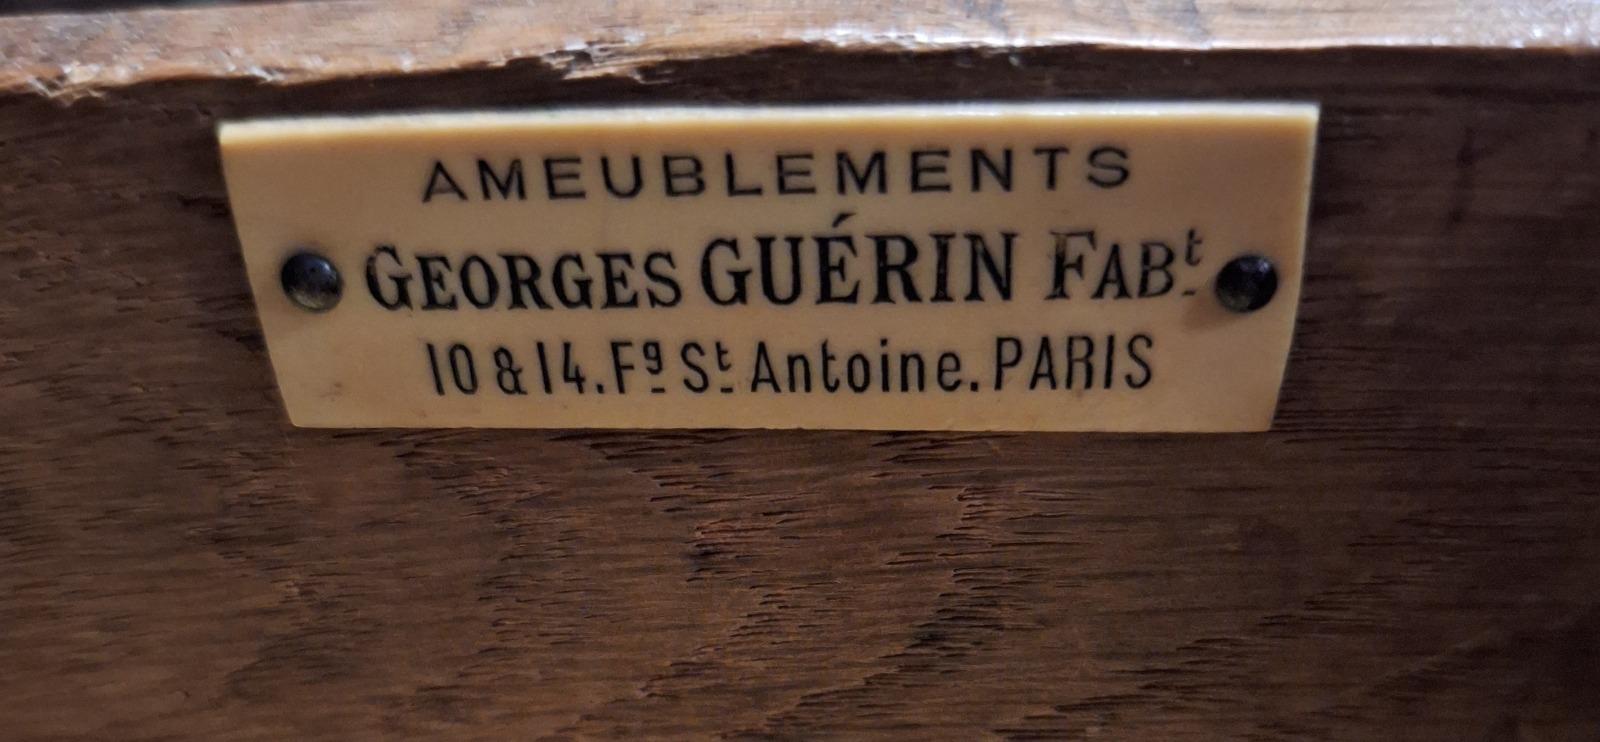 AMEUBLEMENTS
GEORGES GUÉRIN FABt
10 & 14. Fg St Antoine. PARIS